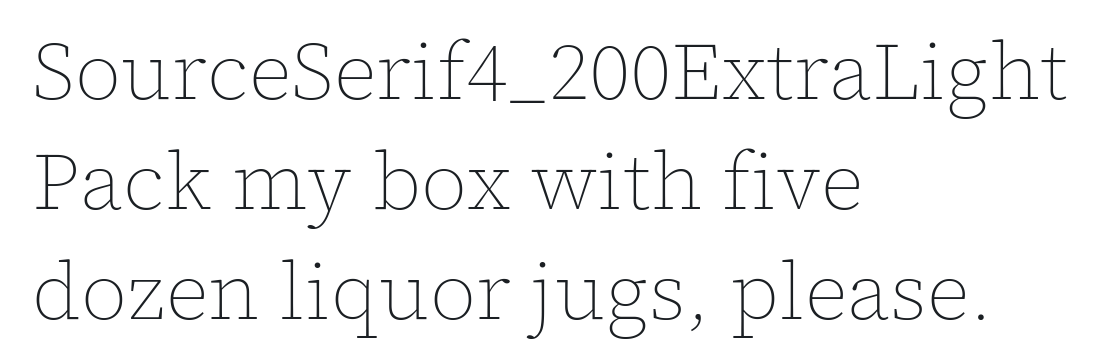 SourceSerif4_200ExtraLight
Pack my box with five
dozen liquor jugs, please.